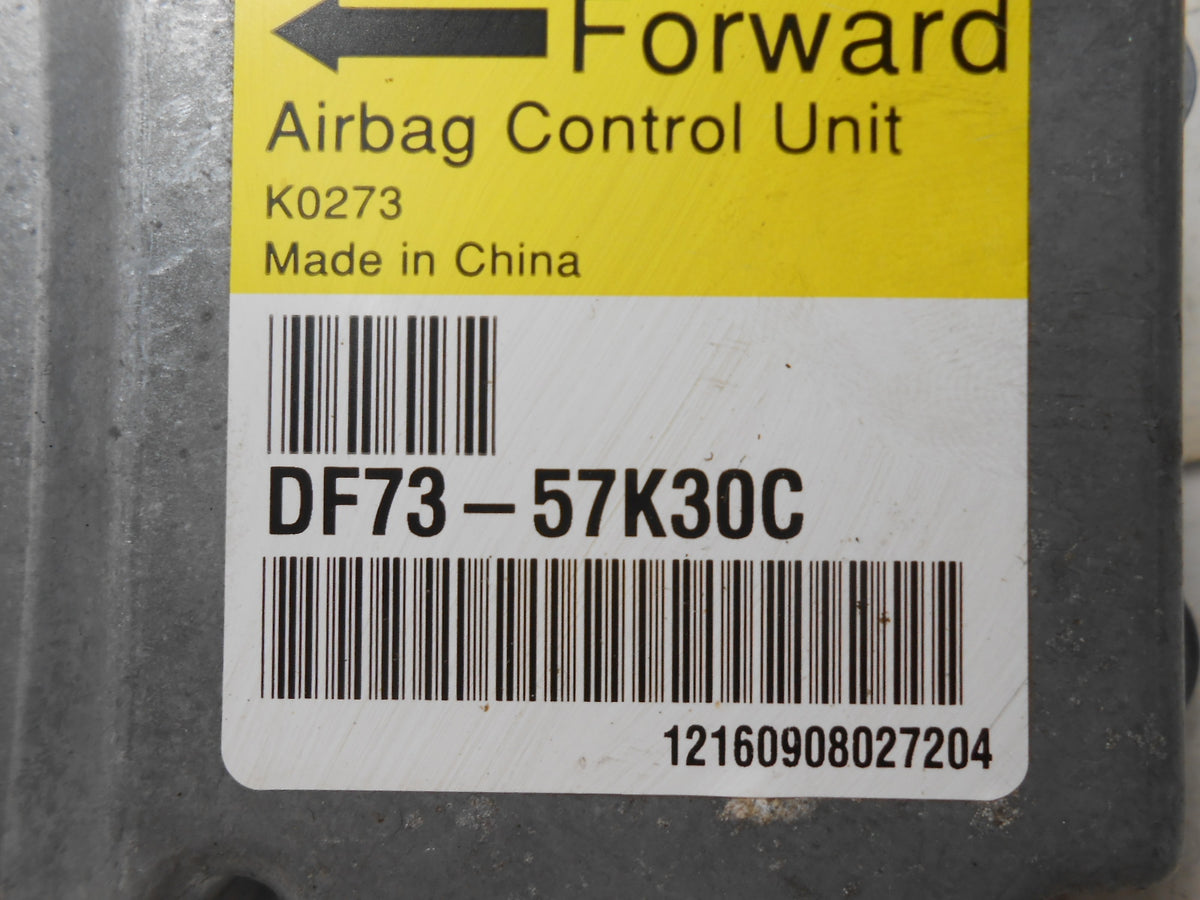 Forward
Airbag Control Unit
K0273
Made in China
DF73-57K30C
12160908027204